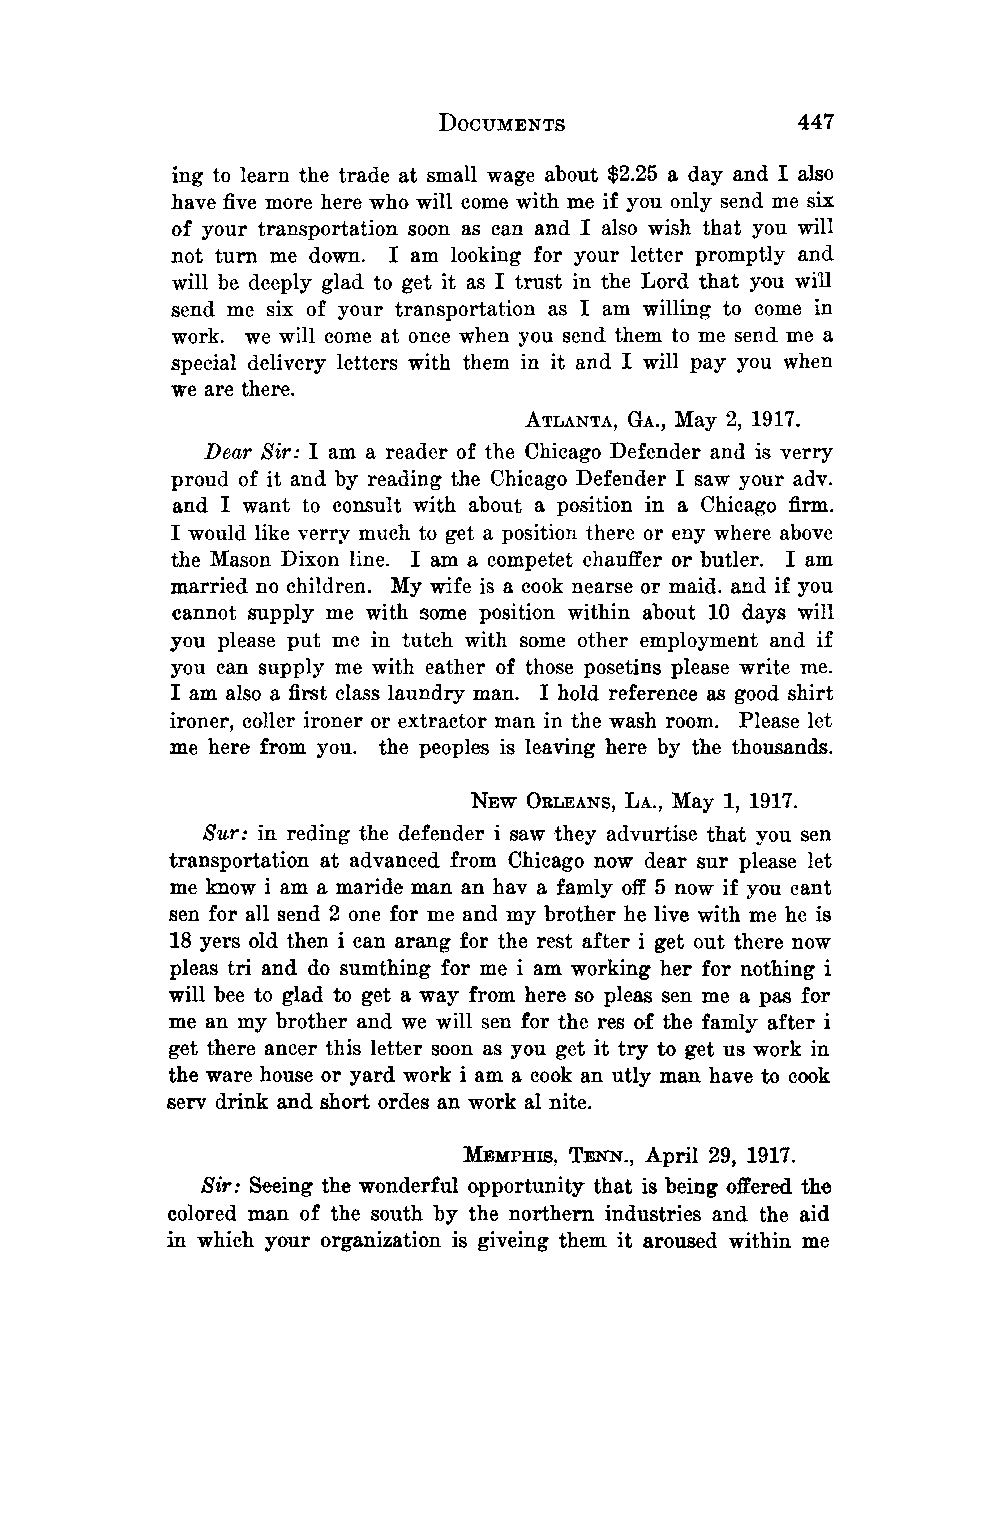 DOCUMENTS 447
ing to learn the trade at small wage about $2.25 a day and I also
have five more here who will come with me if you only send me six
of your transportation soon as can and I also wish that you will
not turn me down. I am looking for your letter promptly and
will be deeply glad to get it as I trust in the Lord that you will
send me six of your transportation as I am willing to come in
work. we will come at once when you send them to me send me a
special delivery letters with them in it and I will pay you when
we are there.
ATLANTA, GA., May 2, 1917.
Dear Sir: I am a reader of the Chicago Defender and is verry
proud of it and by reading the Chicago Defender I saw your adv.
and I want to consult with about a position in a Chicago firm.
I would like verry much to get a position there or eny where above
the Mason Dixon line. I am a competet chauffer or butler. I am
married no children. My wife is a cook nearse or maid. and if you
cannot supply me with some position within about 10 days will
you please put me in tutch with some other employment and if
you can supply me with eather of those posetins please write me.
I am also a first class laundry man. I hold reference as good shirt
ironer, coller ironer or extractor man in the wash room. Please let
me here from you. the peoples is leaving here by the thousands.
NEW ORLEANS, LA., May 1, 1917.
Sur: in reding the defender i saw they advurtise that you sen
transportation at advanced from Chicago now dear sur please let
me know i am a maride man an hav a famly off 5 now if you cant
sen for all send 2 one for me and my brother he live with me he is
18 yers old then i can arang for the rest after i get out there now
pleas tri and do sumthing for me i am working her for nothing i
will bee to glad to get a way from here so pleas sen me a pas for
me an my brother and we will sen for the res of the famly after i
get there ancer this letter soon as you get it try to get us work in
the ware house or yard work i am a cook an utly man have to cook
serv drink and short ordes an work al nite.
MEMPHIS, TENN., April 29, 1917.
Sir: Seeing the wonderful opportunity that is being offered the
colored man of the south by the northern industries and the aid
in which your organization is giveing them it aroused within me